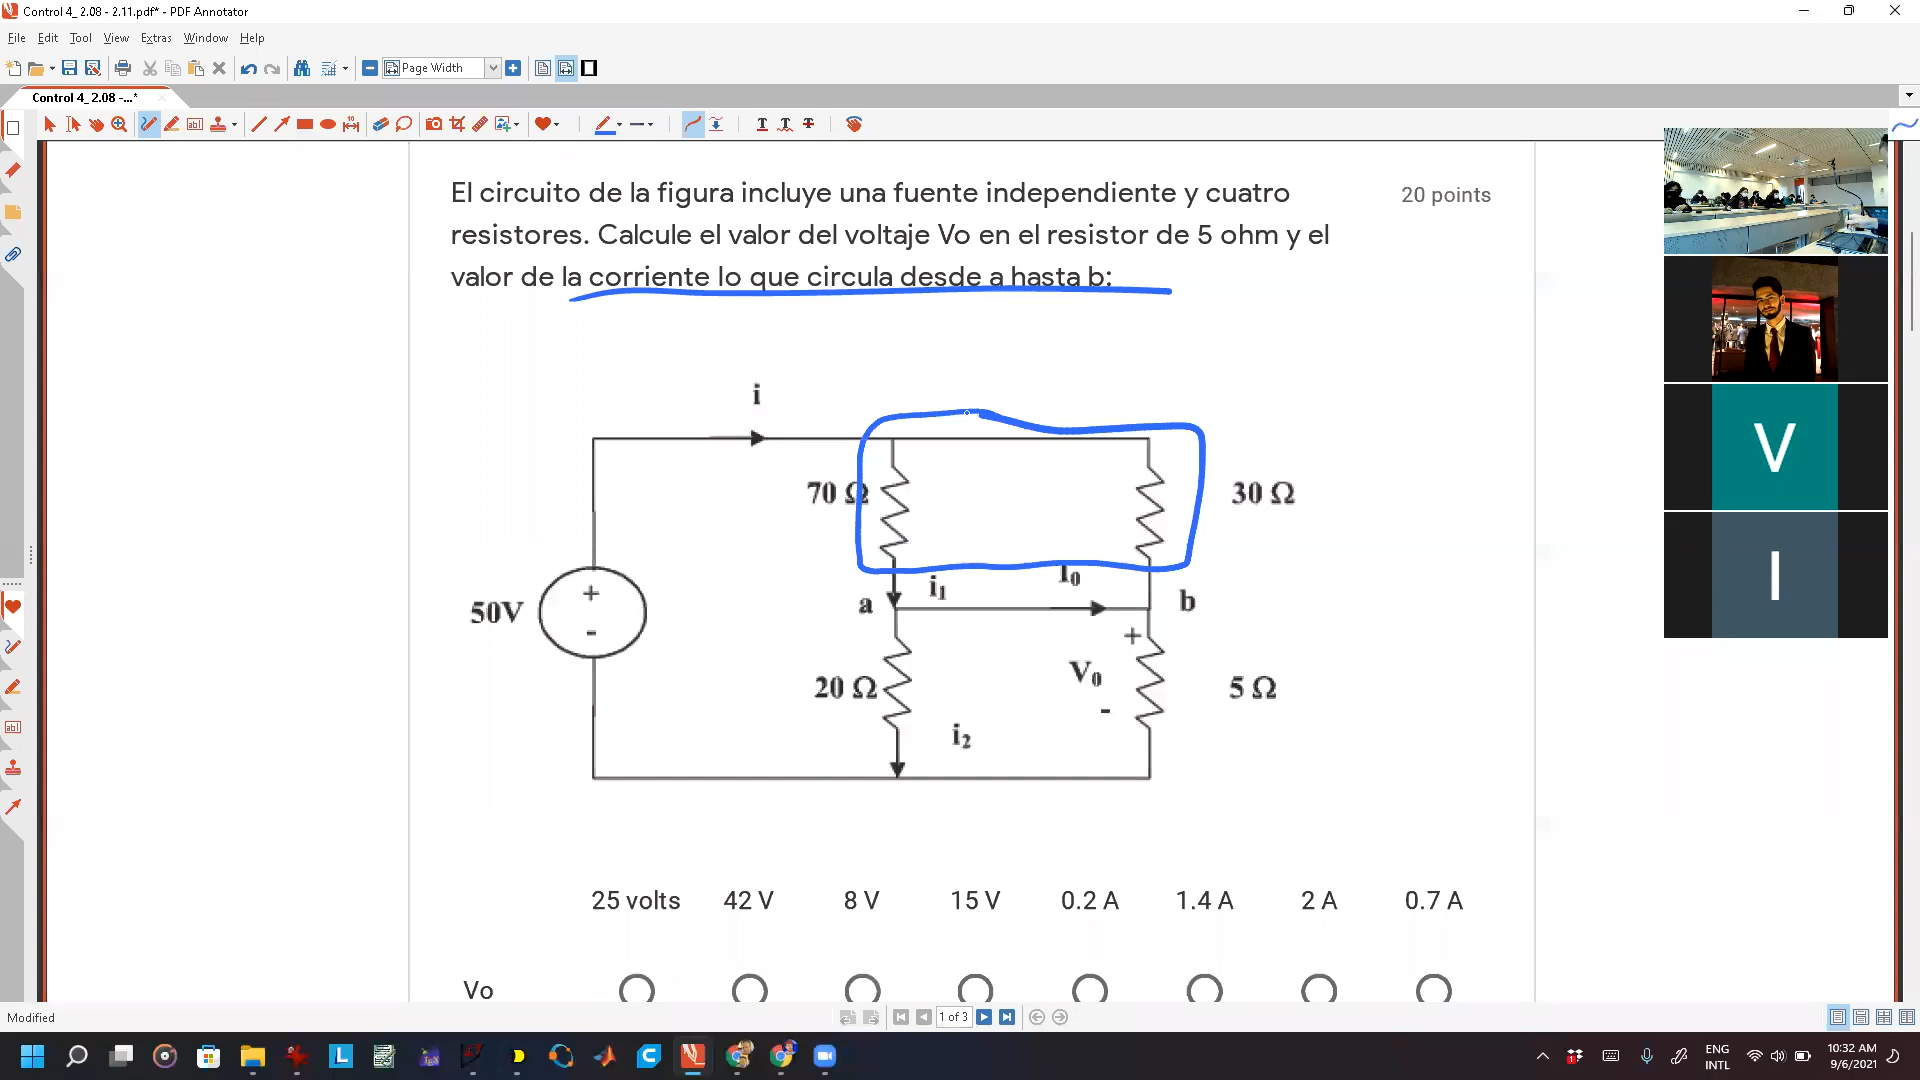 Control 4_ 2.08 - 2.11.pdf* - PDF Annotator
File Edit Tool View Extras Window Help
Page Width
Control 4_ 2.08 -...*
El circuito de la figura incluye una fuente independiente y cuatro
resistores. Calcule el valor del voltaje Vo en el resistor de 5 ohm y el
valor de la corriente Io que circula desde a hasta b:
20 points
i
70 Ω
30 Ω
i1
I0
a
b
50V
+
-
+
V0
-
20 Ω
5 Ω
i2
25 volts 42 V 8 V 15 V 0.2 A 1.4 A 2 A 0.7 A
Vo
V
I
Modified
1 of 3
ENG
INTL
10:32 AM
9/6/2021